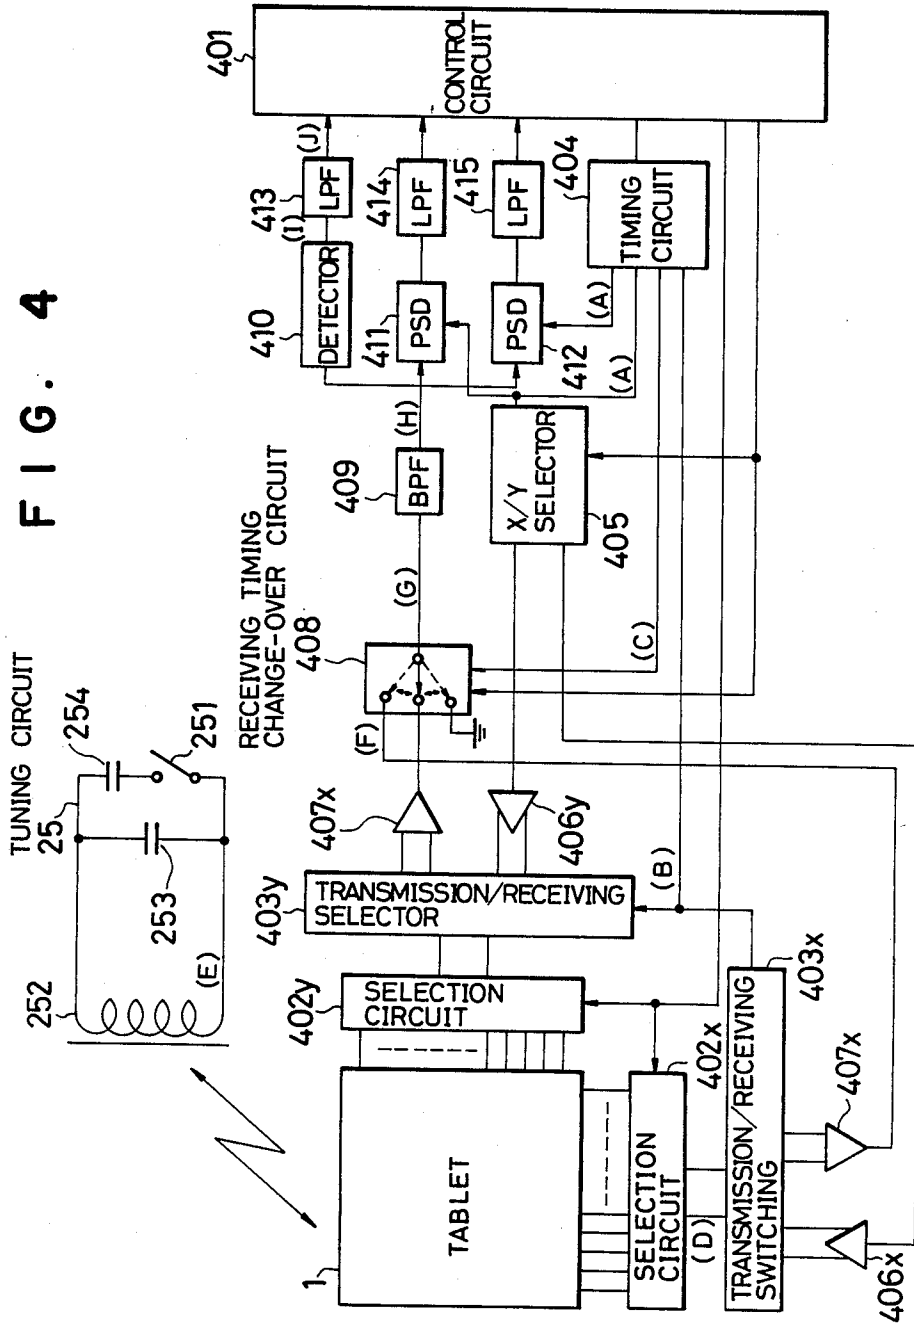 FIG. 4
TUNING CIRCUIT
25
254
251
252
253
(E)
RECEIVING TIMING
CHANGE-OVER CIRCUIT
408
(F)
(G)
409
BPF
(H)
410
DETECTOR
(I)
413
LPF
(J)
401
CONTROL
CIRCUIT
411
PSD
414
LPF
412
PSD
415
LPF
404
TIMING
CIRCUIT
(A)
(A)
X/Y
SELECTOR
405
(C)
(B)
407x
406y
403y
TRANSMISSION/RECEIVING
SELECTOR
402y
SELECTION
CIRCUIT
1
TABLET
402x
SELECTION
CIRCUIT
(D)
403x
TRANSMISSION/RECEIVING
SWITCHING
407x
406x